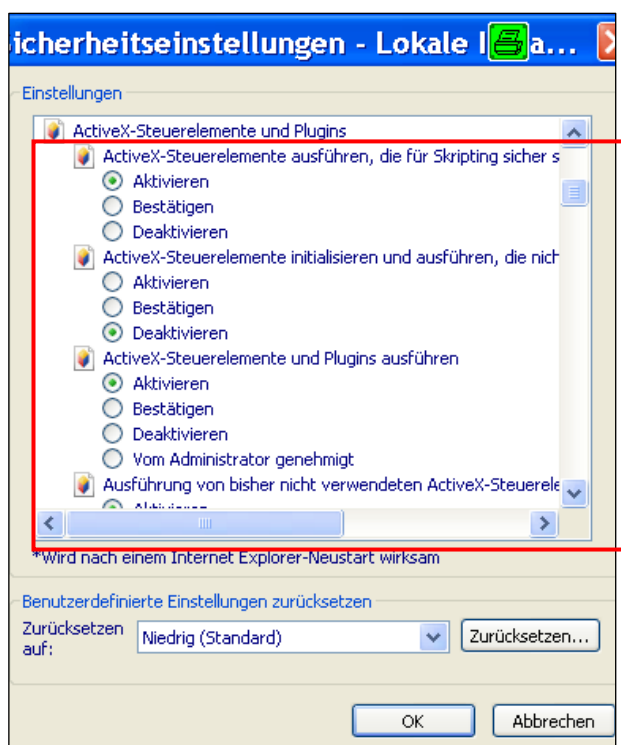 icherheitseinstellungen - Lokale I a...
Einstellungen
ActiveX-Steuerelemente und Plugins
ActiveX-Steuerelemente ausführen, die für Skripting sicher s
Aktivieren
Bestätigen
Deaktivieren
ActiveX-Steuerelemente initialisieren und ausführen, die nich
Aktivieren
Bestätigen
Deaktivieren
ActiveX-Steuerelemente und Plugins ausführen
Aktivieren
Bestätigen
Deaktivieren
Vom Administrator genehmigt
Ausführung von bisher nicht verwendeten ActiveX-Steuerele
Aktivieren
*Wird nach einem Internet Explorer-Neustart wirksam
Benutzerdefinierte Einstellungen zurücksetzen
Zurücksetzen
auf:
Niedrig (Standard)
Zurücksetzen...
OK
Abbrechen